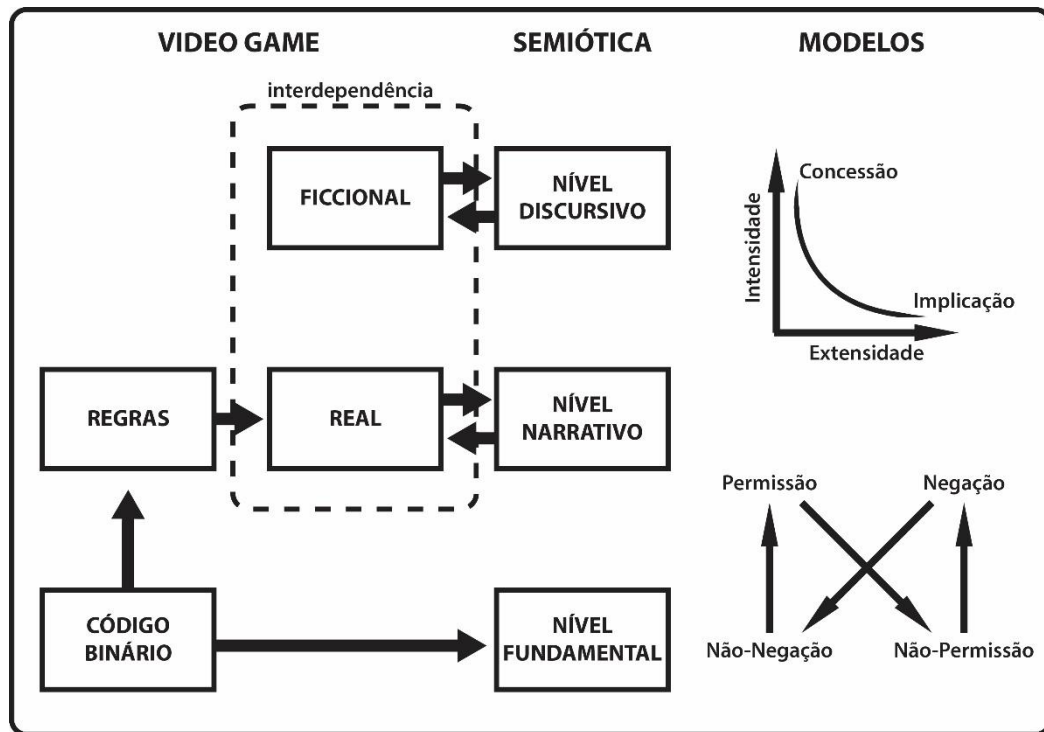 VIDEO GAME
SEMIÓTICA
MODELOS
interdependência
FICCIONAL
NÍVEL
DISCURSIVO
Intensidade
Concessão
Implicação
Extensidade
REGRAS
REAL
NÍVEL
NARRATIVO
Permissão
Negação
Não-Negação
Não-Permissão
CÓDIGO
BINÁRIO
NÍVEL
FUNDAMENTAL